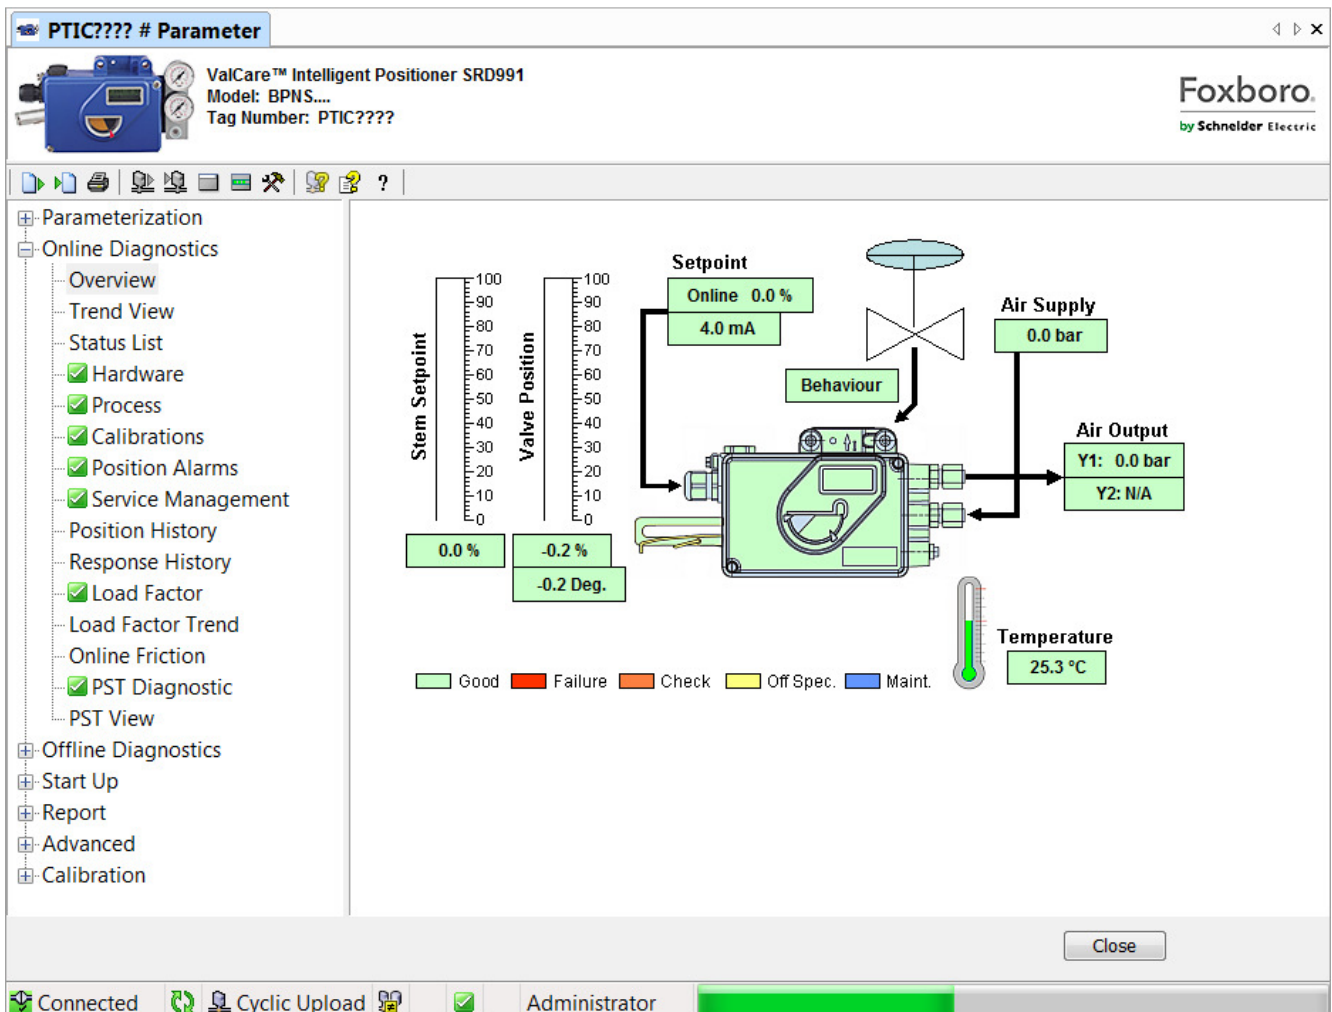 PTIC???? # Parameter
ValCare™ Intelligent Positioner SRD991
Model: BPNS....
Tag Number: PTIC????
Foxboro.
by Schneider Electric
?
Parameterization
Online Diagnostics
Overview
Trend View
Status List
Hardware
Process
Calibrations
Position Alarms
Service Management
Position History
Response History
Load Factor
Load Factor Trend
Online Friction
PST Diagnostic
PST View
Offline Diagnostics
Start Up
Report
Advanced
Calibration
Stem Setpoint
100
90
80
70
60
50
40
30
20
10
0
0.0 %
Valve Position
100
90
80
70
60
50
40
30
20
10
0
-0.2 %
-0.2 Deg.
Setpoint
Online 0.0 %
4.0 mA
Behaviour
Air Supply
0.0 bar
Air Output
Y1: 0.0 bar
Y2: N/A
Temperature
25.3 °C
Good Failure Check Off Spec. Maint.
Close
Connected Cyclic Upload Administrator